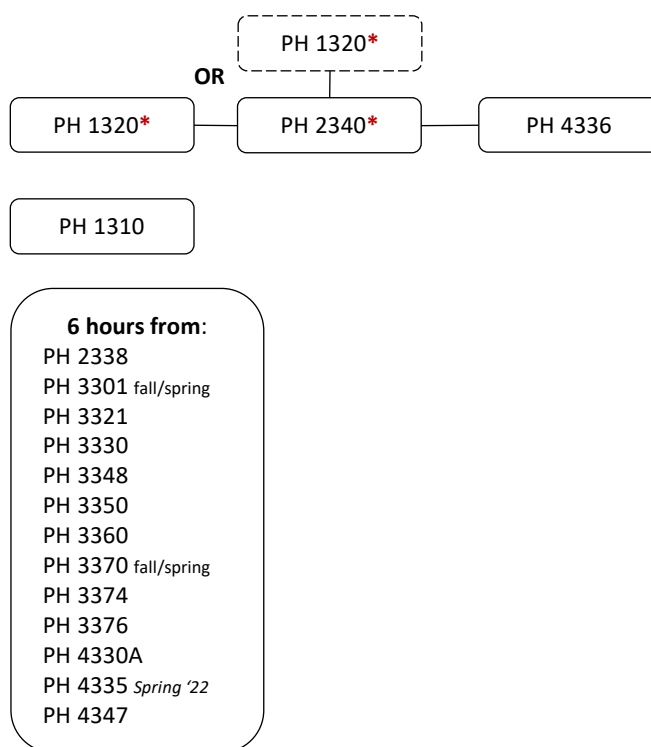 PH 1320*
OR
PH 1320*
PH 2340*
PH 4336
PH 1310
6 hours from:
PH 2338
PH 3301 fall/spring
PH 3321
PH 3330
PH 3348
PH 3350
PH 3360
PH 3370 fall/spring
PH 3374
PH 3376
PH 4330A
PH 4335 Spring ‘22
PH 4347